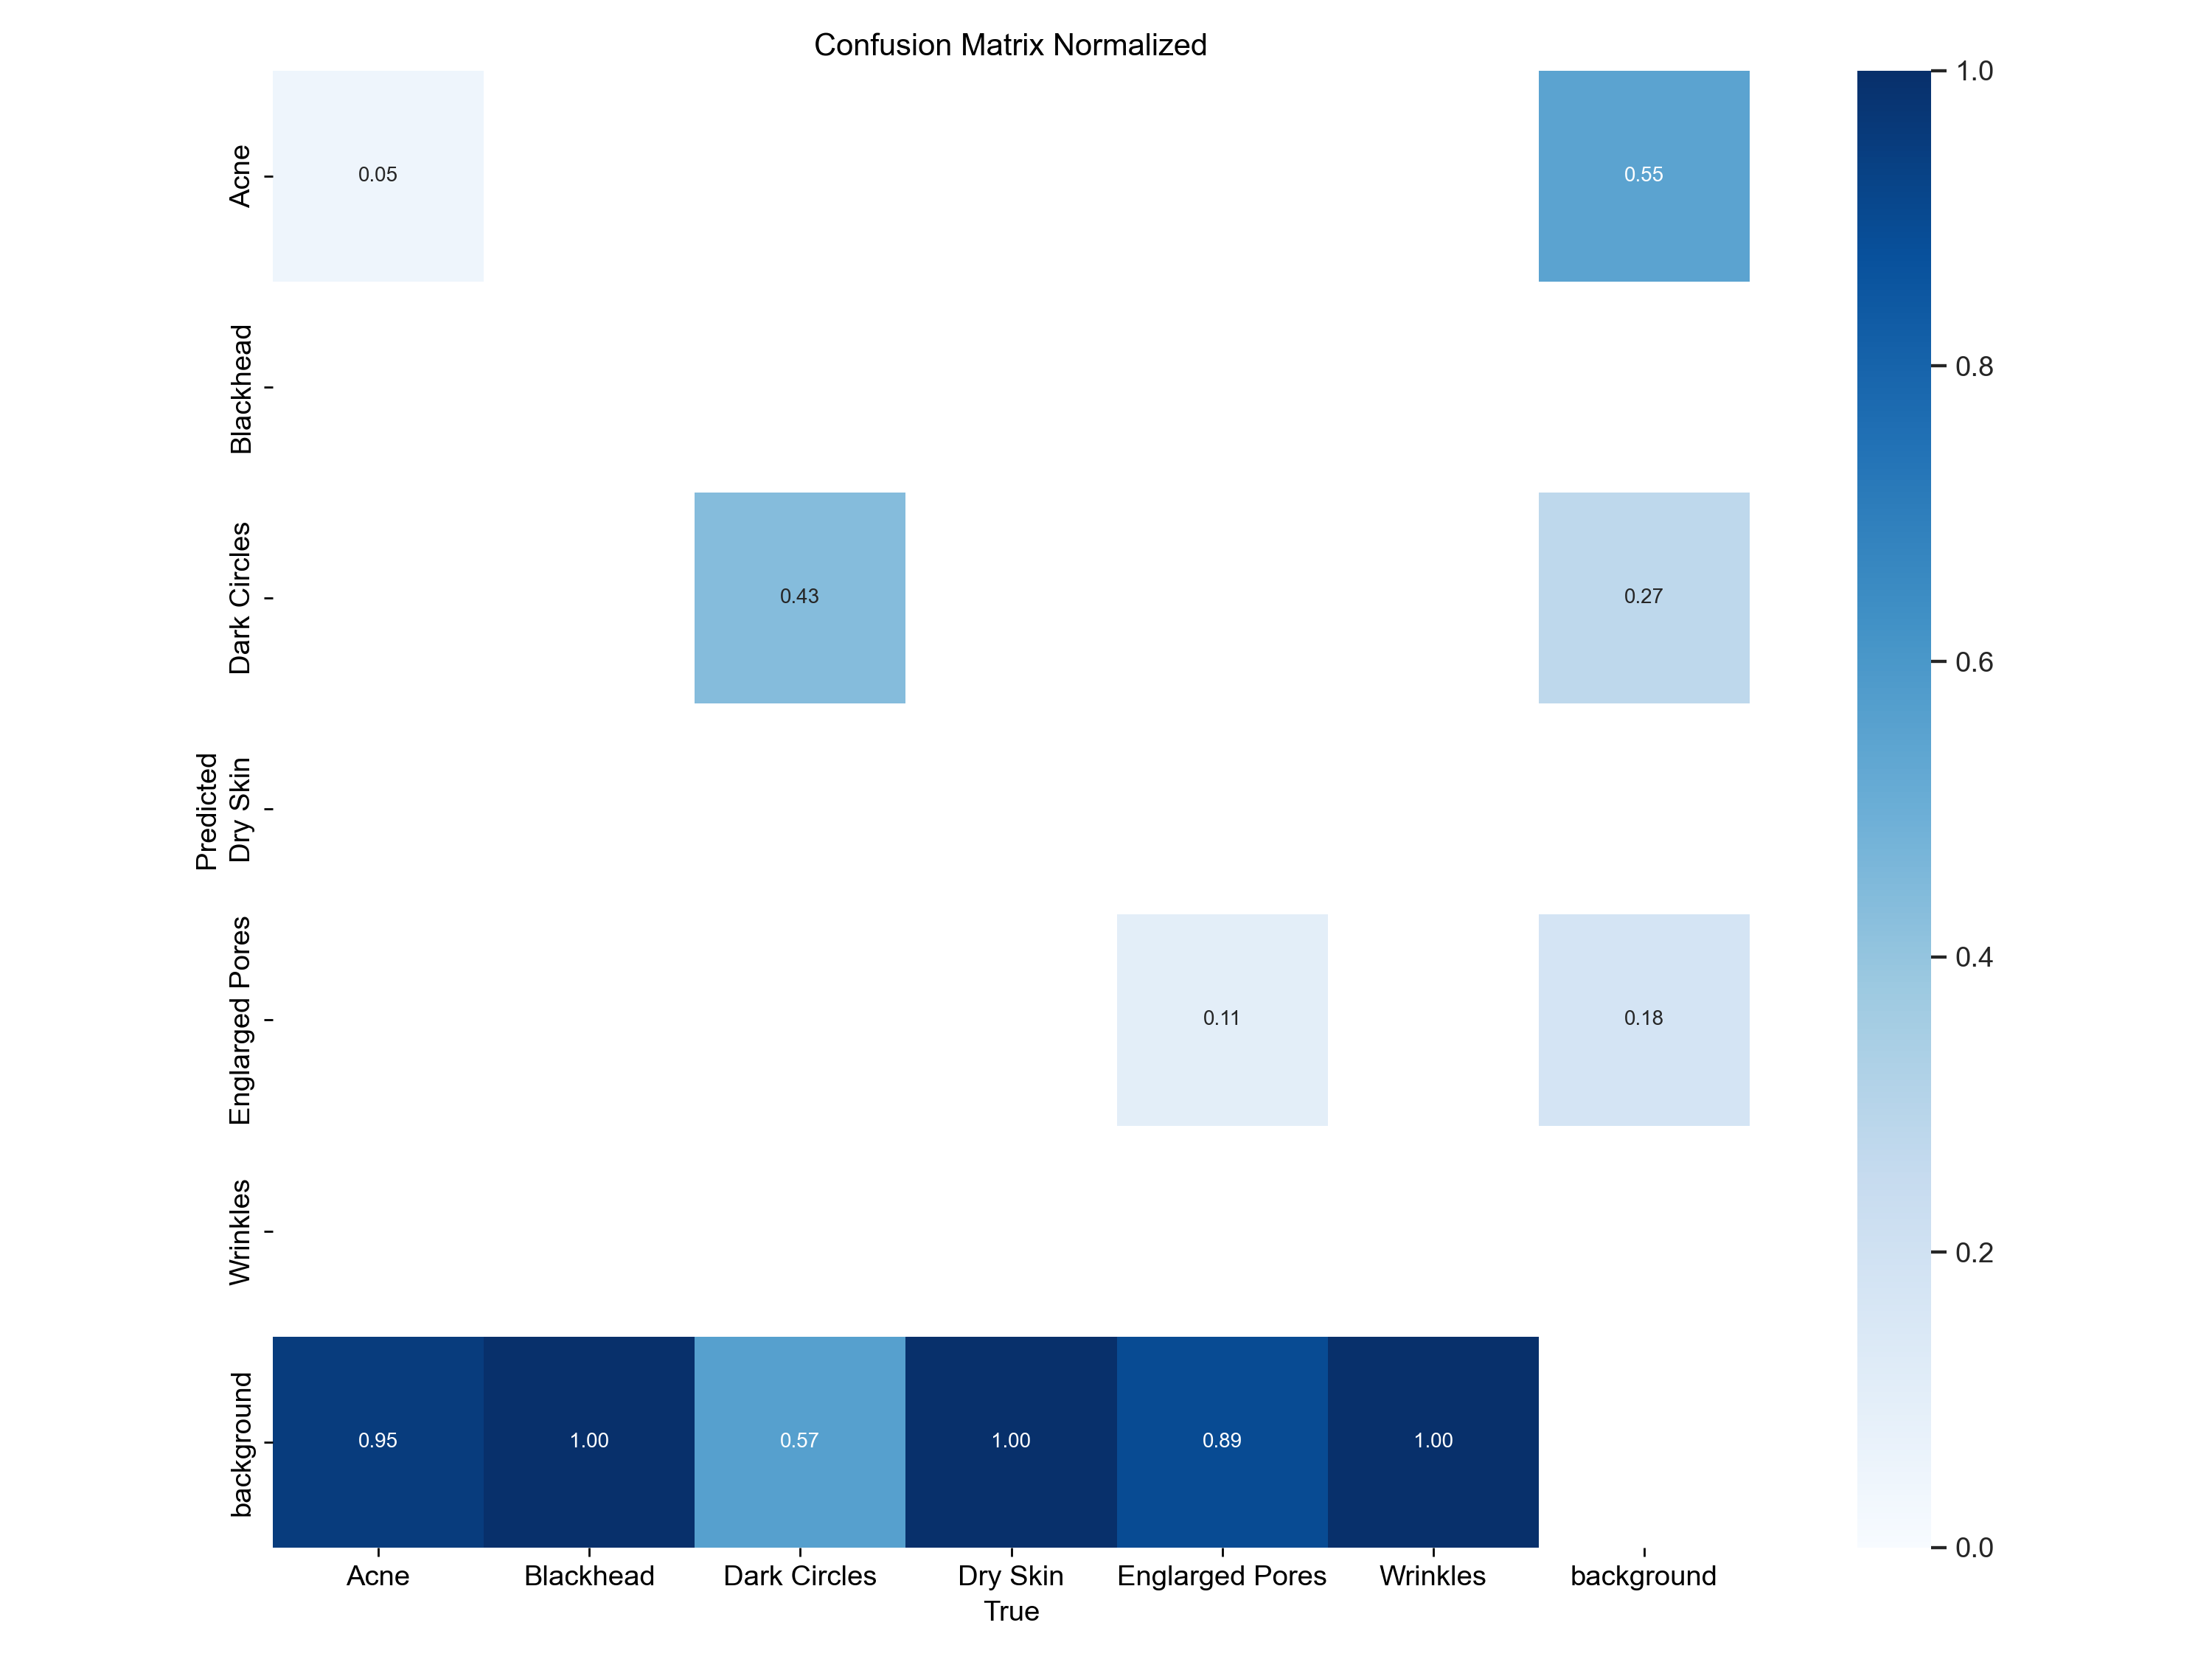 Confusion Matrix Normalized
1.0
Acne
0.05
0.55
0.8
Blackhead
Dark Circles
0.43
0.27
0.6
Predicted
Dry Skin
0.4
Englarged Pores
0.11
0.18
0.2
Wrinkles
background
0.95 1.00 0.57 1.00 0.89 1.00
0.0
Acne Blackhead Dark Circles Dry Skin Englarged Pores Wrinkles background
True